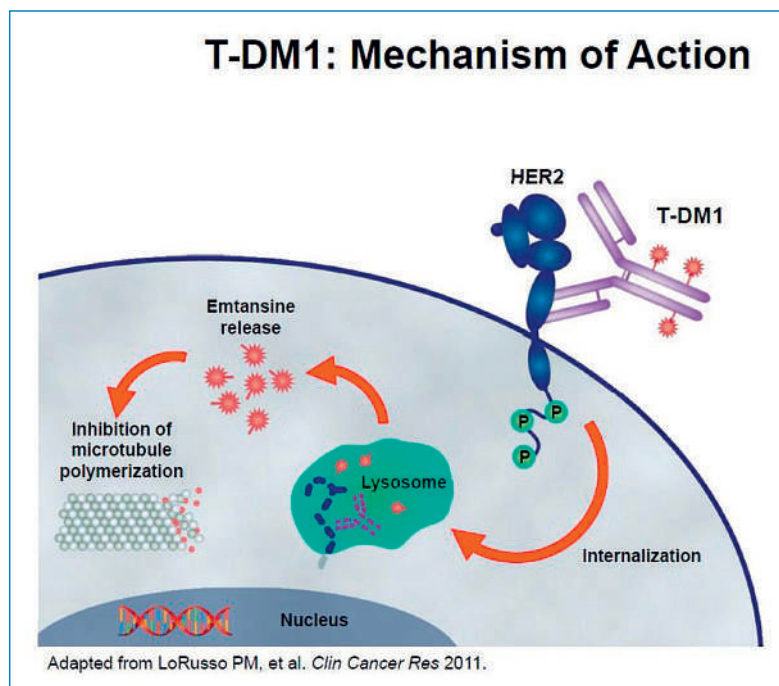 T-DM1: Mechanism of Action
HER2
T-DM1
Emtansine
release
P
P
P
Inhibition of
microtubule
polymerization
Lysosome
Internalization
Nucleus
Adapted from LoRusso PM, et al. Clin Cancer Res 2011.